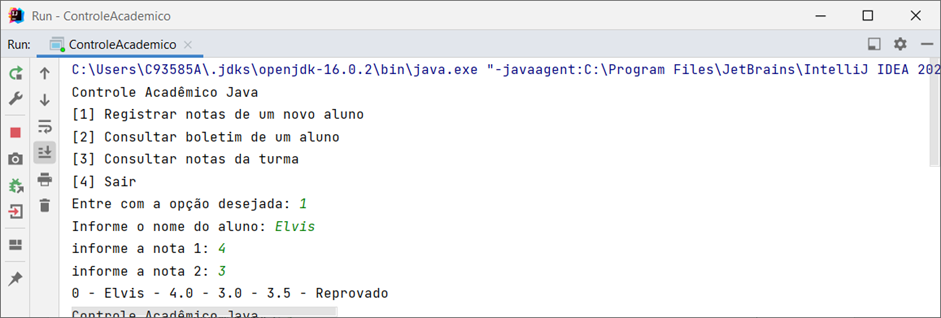 Run - ControleAcademico
Run: ControleAcademico
C:\Users\C93585A\.jdks\openjdk-16.0.2\bin\java.exe "-javaagent:C:\Program Files\JetBrains\IntelliJ IDEA 202
Controle Acadêmico Java
[1] Registrar notas de um novo aluno
[2] Consultar boletim de um aluno
[3] Consultar notas da turma
[4] Sair
Entre com a opção desejada: 1
Informe o nome do aluno: Elvis
informe a nota 1: 4
informe a nota 2: 3
0 - Elvis - 4.0 - 3.0 - 3.5 - Reprovado
Controle Acadêmico Java